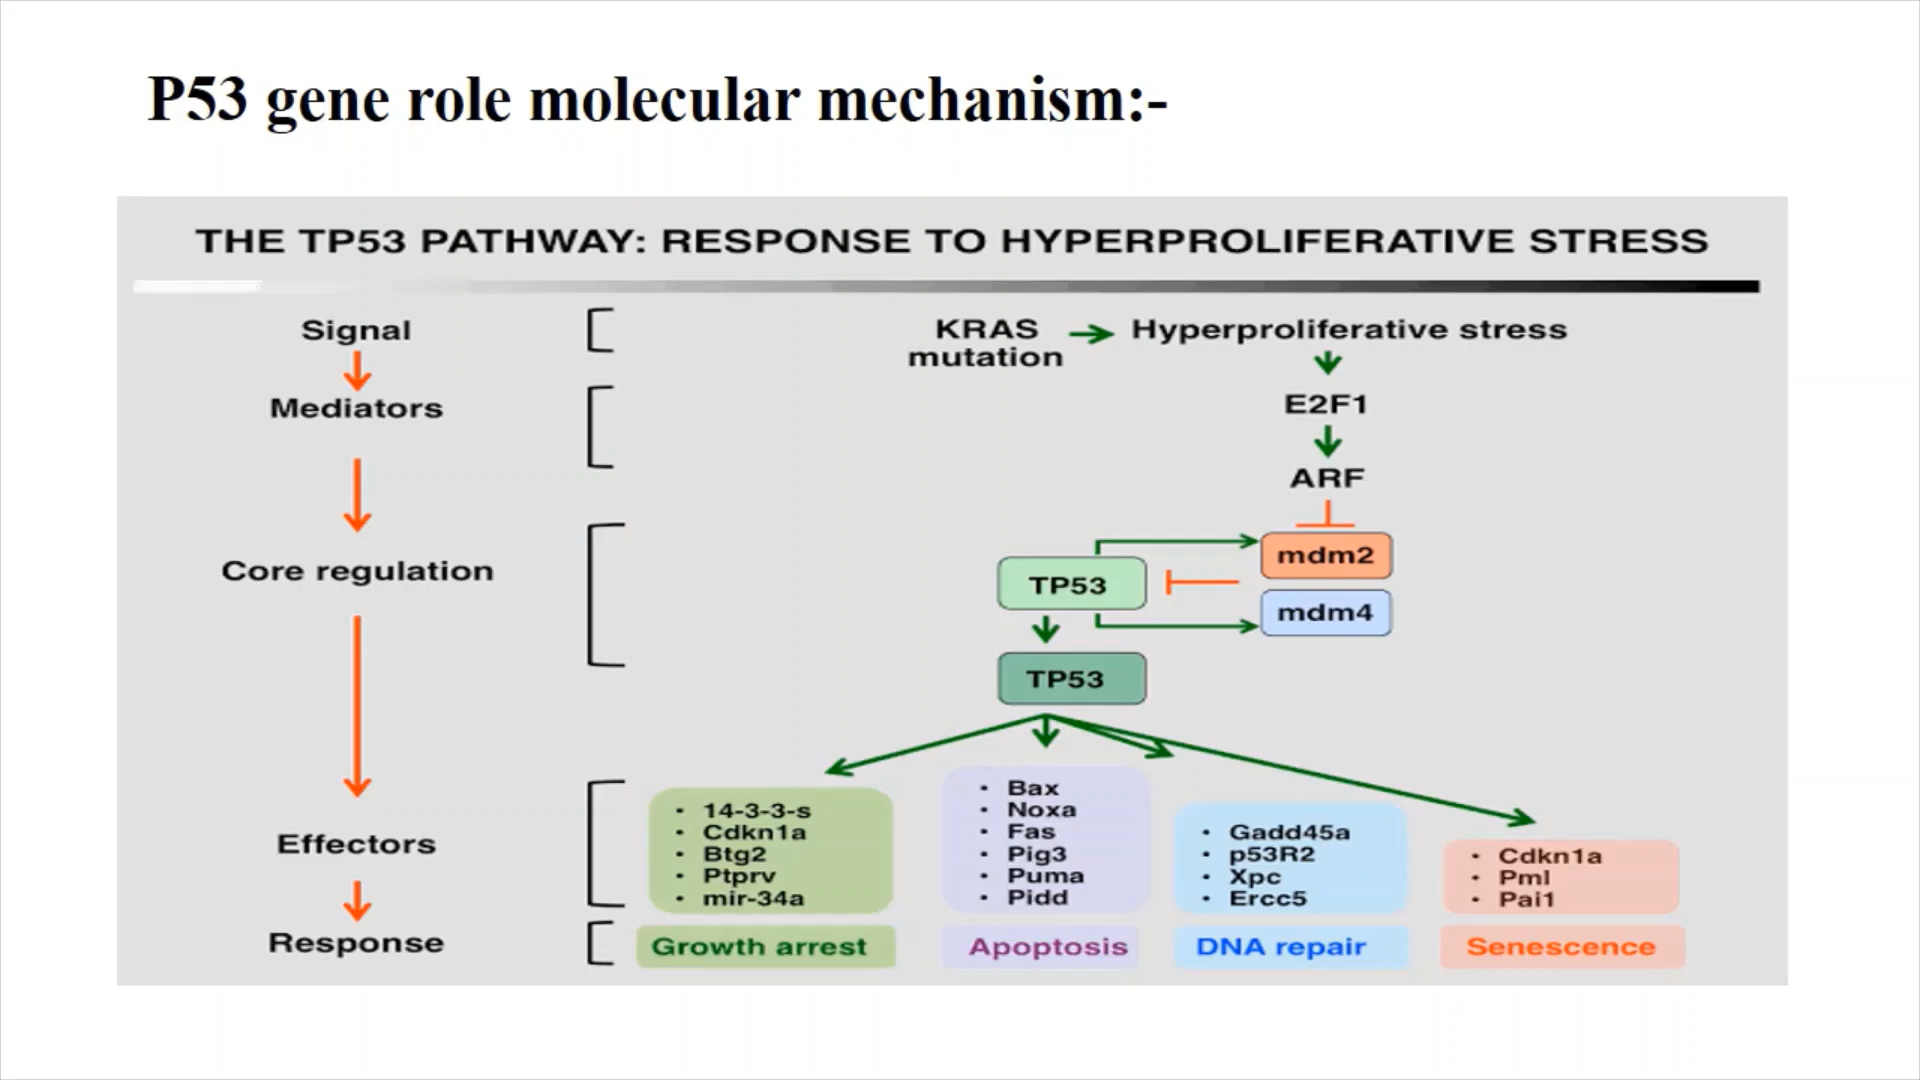 P53 gene role molecular mechanism:-
THE TP53 PATHWAY: RESPONSE TO HYPERPROLIFERATIVE STRESS
Signal
Mediators
Core regulation
Effectors
Response
KRAS
mutation
Hyperproliferative stress
E2F1
ARF
mdm2
TP53
mdm4
TP53
• 14-3-3-s
• Cdkn1a
• Btg2
• Ptprv
• mir-34a
Growth arrest
• Bax
• Noxa
• Fas
• Pig3
• Puma
• Pidd
Apoptosis
• Gadd45a
• p53R2
• Xpc
• Ercc5
DNA repair
• Cdkn1a
• Pml
• Pai1
Senescence